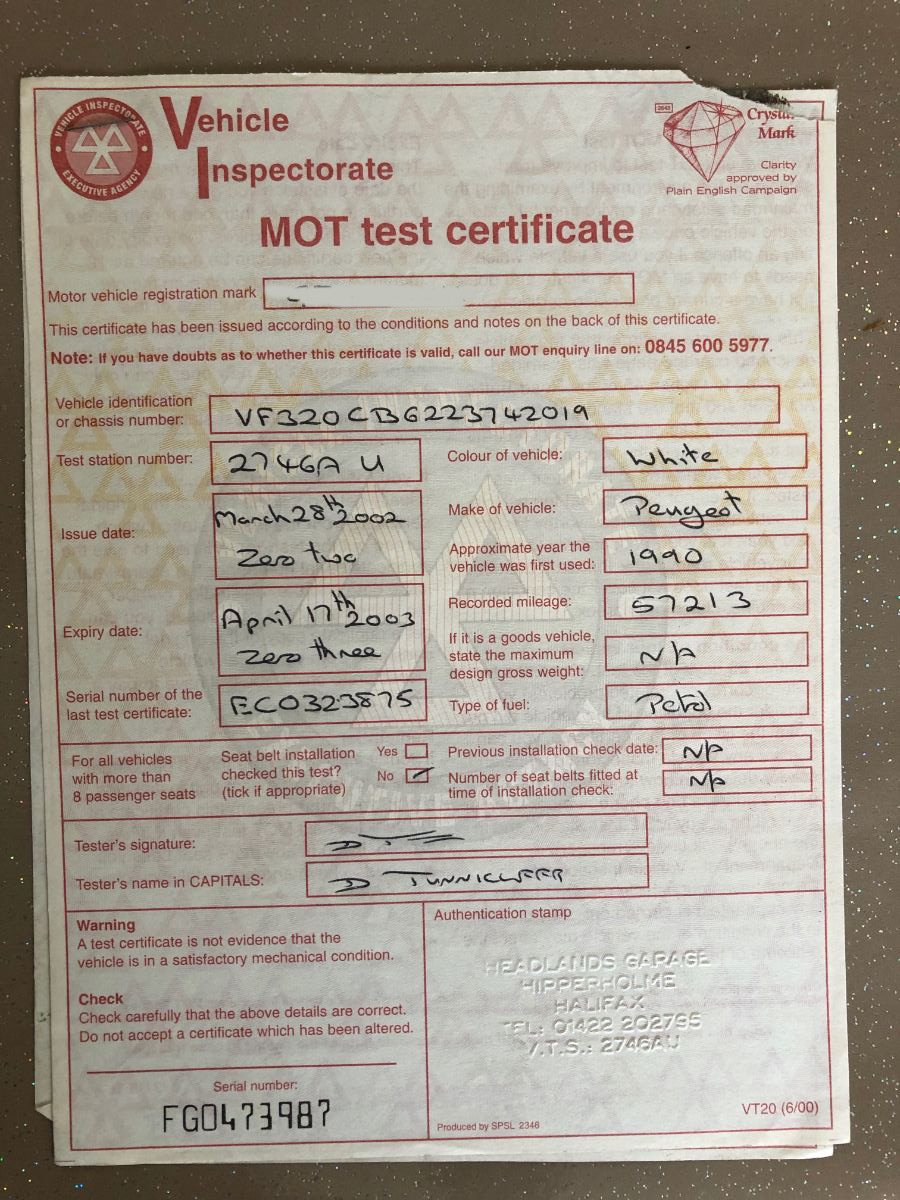 VEHICLE INSPECTORATE
EXECUTIVE AGENCY
Vehicle
Inspectorate
2643
Crystal
Mark
Clarity
approved by
Plain English Campaign
MOT test certificate
Motor vehicle registration mark
This certificate has been issued according to the conditions and notes on the back of this certificate.
Note: If you have doubts as to whether this certificate is valid, call our MOT enquiry line on: 0845 600 5977.
Vehicle identification
or chassis number:
VF320CB6223742019
Test station number:
2746A U
Colour of vehicle:
White
Issue date:
March 28th 2002
Zero two
Make of vehicle:
Peugeot
Approximate year the
vehicle was first used:
1990
Expiry date:
April 17th 2003
Zero three
Recorded mileage:
57213
If it is a goods vehicle,
state the maximum
design gross weight:
N/A
Serial number of the
last test certificate:
EC0323875
Type of fuel:
Petrol
For all vehicles
with more than
8 passenger seats
Seat belt installation
checked this test?
(tick if appropriate)
Yes
No
Previous installation check date:
N/A
Number of seat belts fitted at
time of installation check:
N/A
Tester's signature:
Tester's name in CAPITALS:
D TUNNICLIFFE
Warning
A test certificate is not evidence that the
vehicle is in a satisfactory mechanical condition.
Check
Check carefully that the above details are correct.
Do not accept a certificate which has been altered.
Serial number:
FG0473987
Authentication stamp
HEADLANDS GARAGE
HIPPERHOLME
HALIFAX
TEL: 01422 202795
V.T.S.: 2746AU
Produced by SPSL 2346
VT20 (6/00)